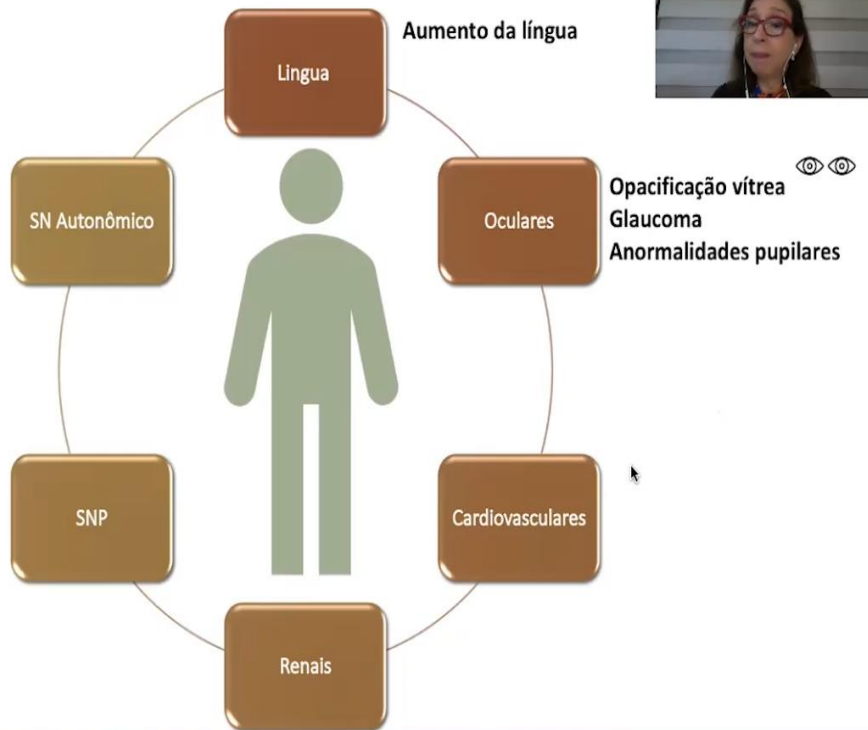 Lingua
Aumento da língua
SN Autonômico
Oculares
Opacificação vítrea
Glaucoma
Anormalidades pupilares
SNP
Cardiovasculares
Renais